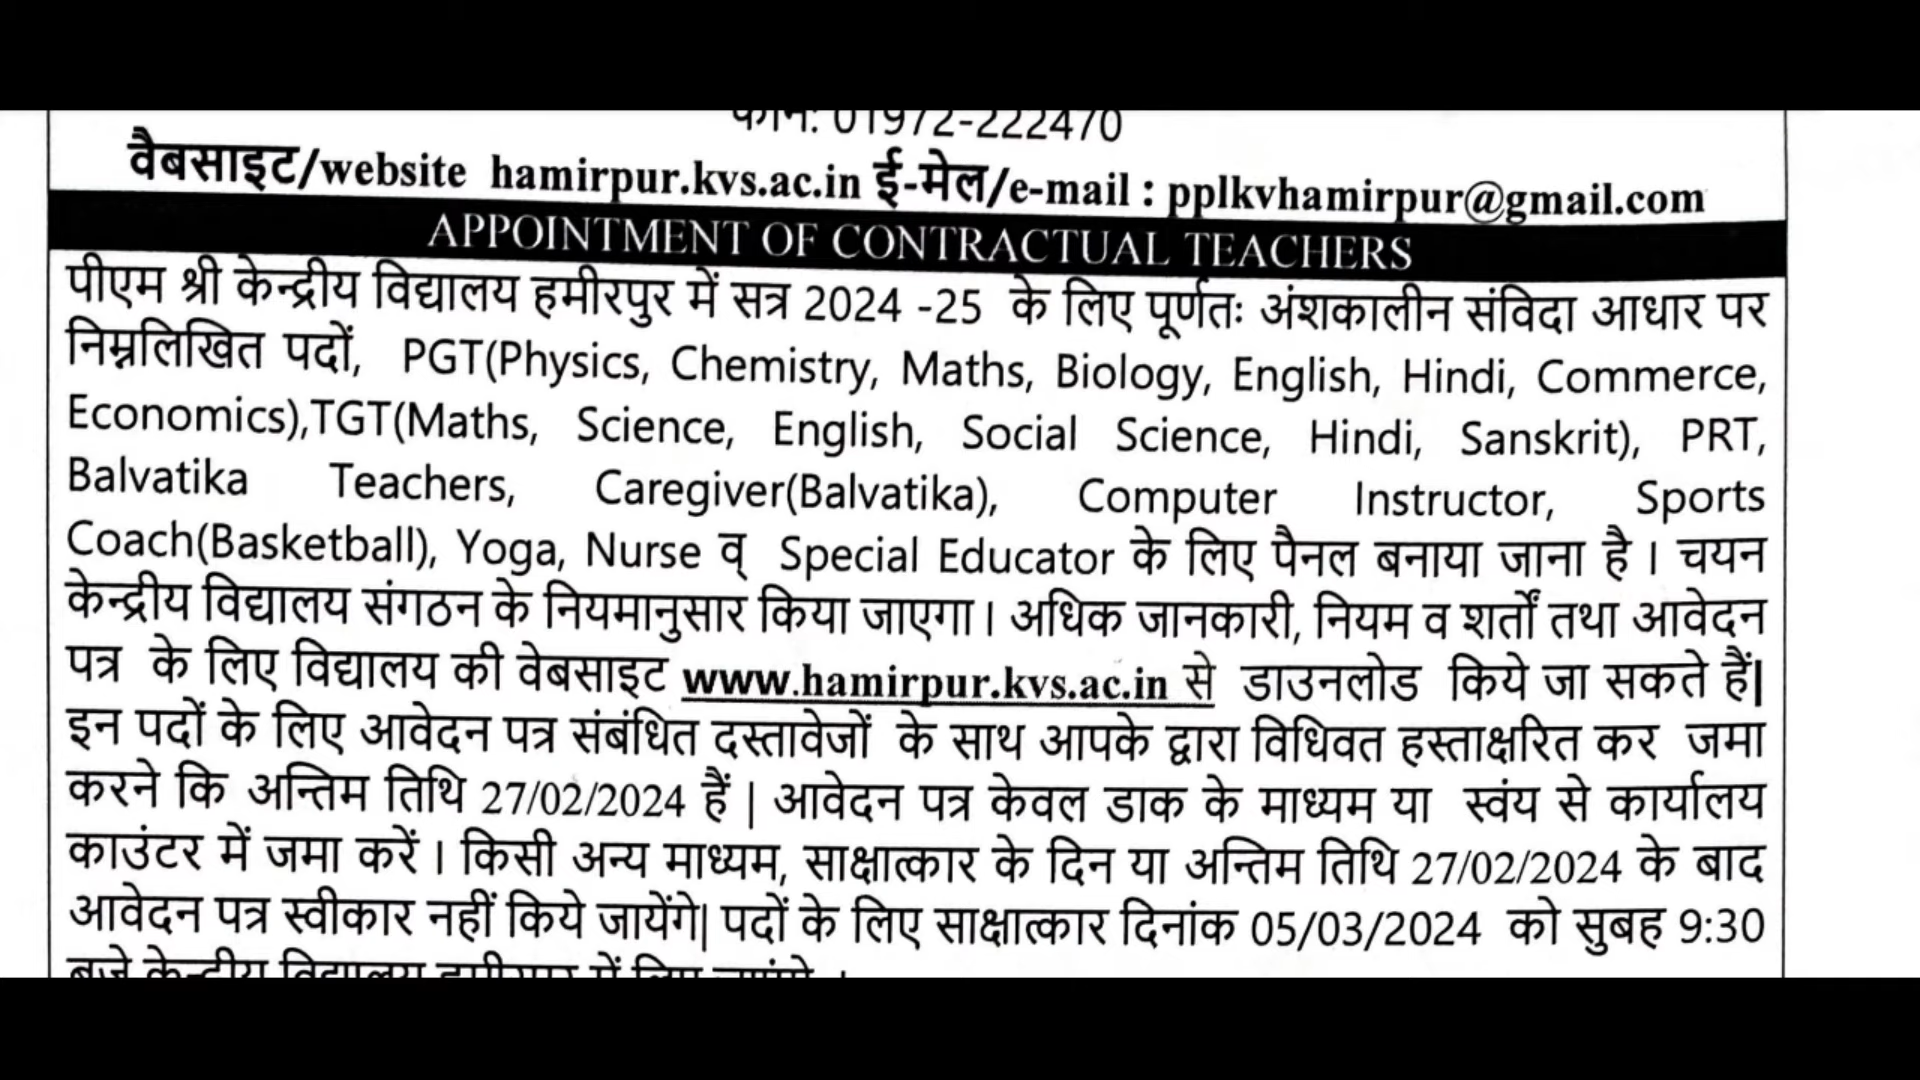 फोन: 01972-222470
वैबसाइट/website hamirpur.kvs.ac.in ई-मेल/e-mail : pplkvhamirpur@gmail.com
APPOINTMENT OF CONTRACTUAL TEACHERS
पीएम श्री केन्द्रीय विद्यालय हमीरपुर में सत्र 2024 -25 के लिए पूर्णतः अंशकालीन संविदा आधार पर
निम्नलिखित पदों, PGT(Physics, Chemistry, Maths, Biology, English, Hindi, Commerce,
Economics),TGT(Maths, Science, English, Social Science, Hindi, Sanskrit), PRT,
Balvatika Teachers, Caregiver(Balvatika), Computer Instructor, Sports
Coach(Basketball), Yoga, Nurse व् Special Educator के लिए पैनल बनाया जाना है । चयन
केन्द्रीय विद्यालय संगठन के नियमानुसार किया जाएगा । अधिक जानकारी, नियम व शर्तों तथा आवेदन
पत्र के लिए विद्यालय की वेबसाइट www.hamirpur.kvs.ac.in से डाउनलोड किये जा सकते हैं|
इन पदों के लिए आवेदन पत्र संबंधित दस्तावेजों के साथ आपके द्वारा विधिवत हस्ताक्षरित कर जमा
करने कि अन्तिम तिथि 27/02/2024 हैं | आवेदन पत्र केवल डाक के माध्यम या स्वंय से कार्यालय
काउंटर में जमा करें । किसी अन्य माध्यम, साक्षात्कार के दिन या अन्तिम तिथि 27/02/2024 के बाद
आवेदन पत्र स्वीकार नहीं किये जायेंगे| पदों के लिए साक्षात्कार दिनांक 05/03/2024 को सुबह 9:30
बजे केन्द्रीय विद्यालय हमीरपुर में लिए जाएंगे ।